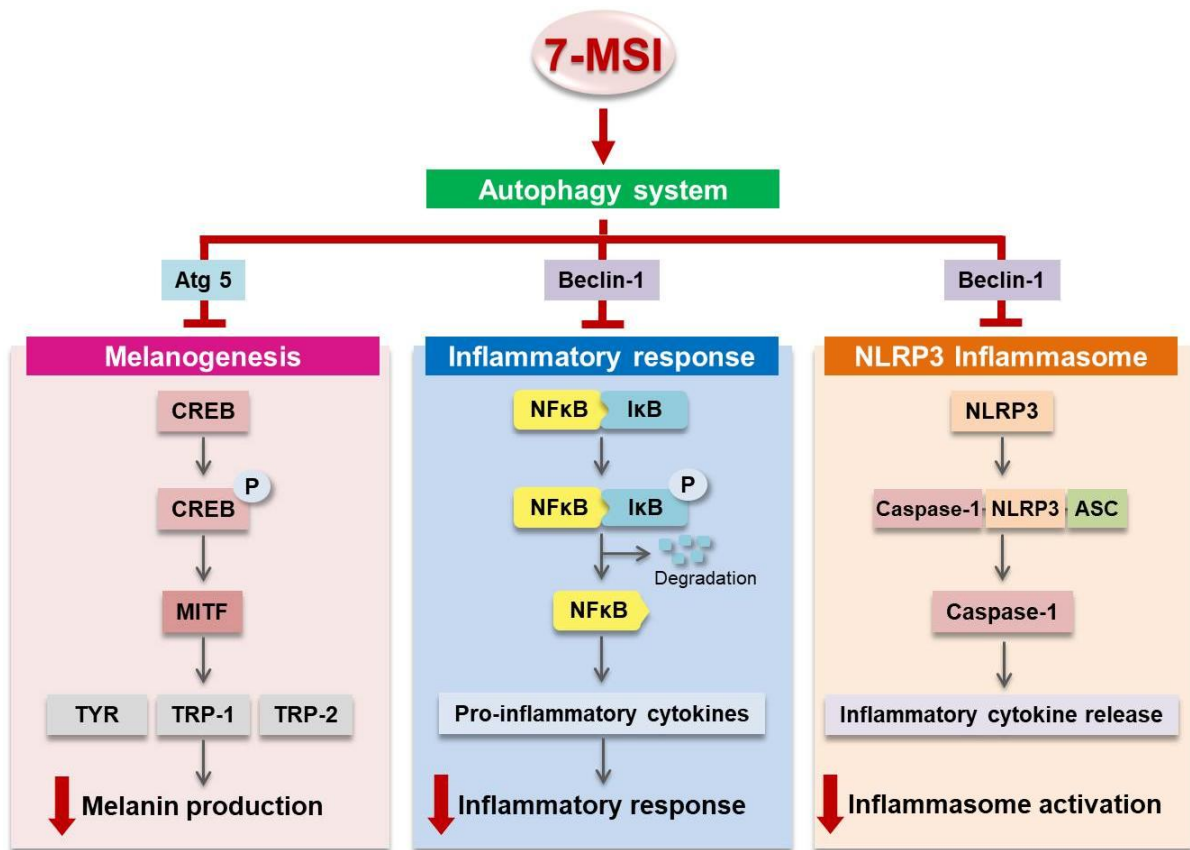 7-MSI
Autophagy system
Atg 5
Beclin-1
Beclin-1
Melanogenesis
CREB
CREB
P
MITF
TYR
TRP-1
TRP-2
Melanin production
Inflammatory response
NFκB
IκB
NFκB
IκB
P
Degradation
NFκB
Pro-inflammatory cytokines
Inflammatory response
NLRP3 Inflammasome
NLRP3
Caspase-1
NLRP3
ASC
Caspase-1
Inflammatory cytokine release
Inflammasome activation